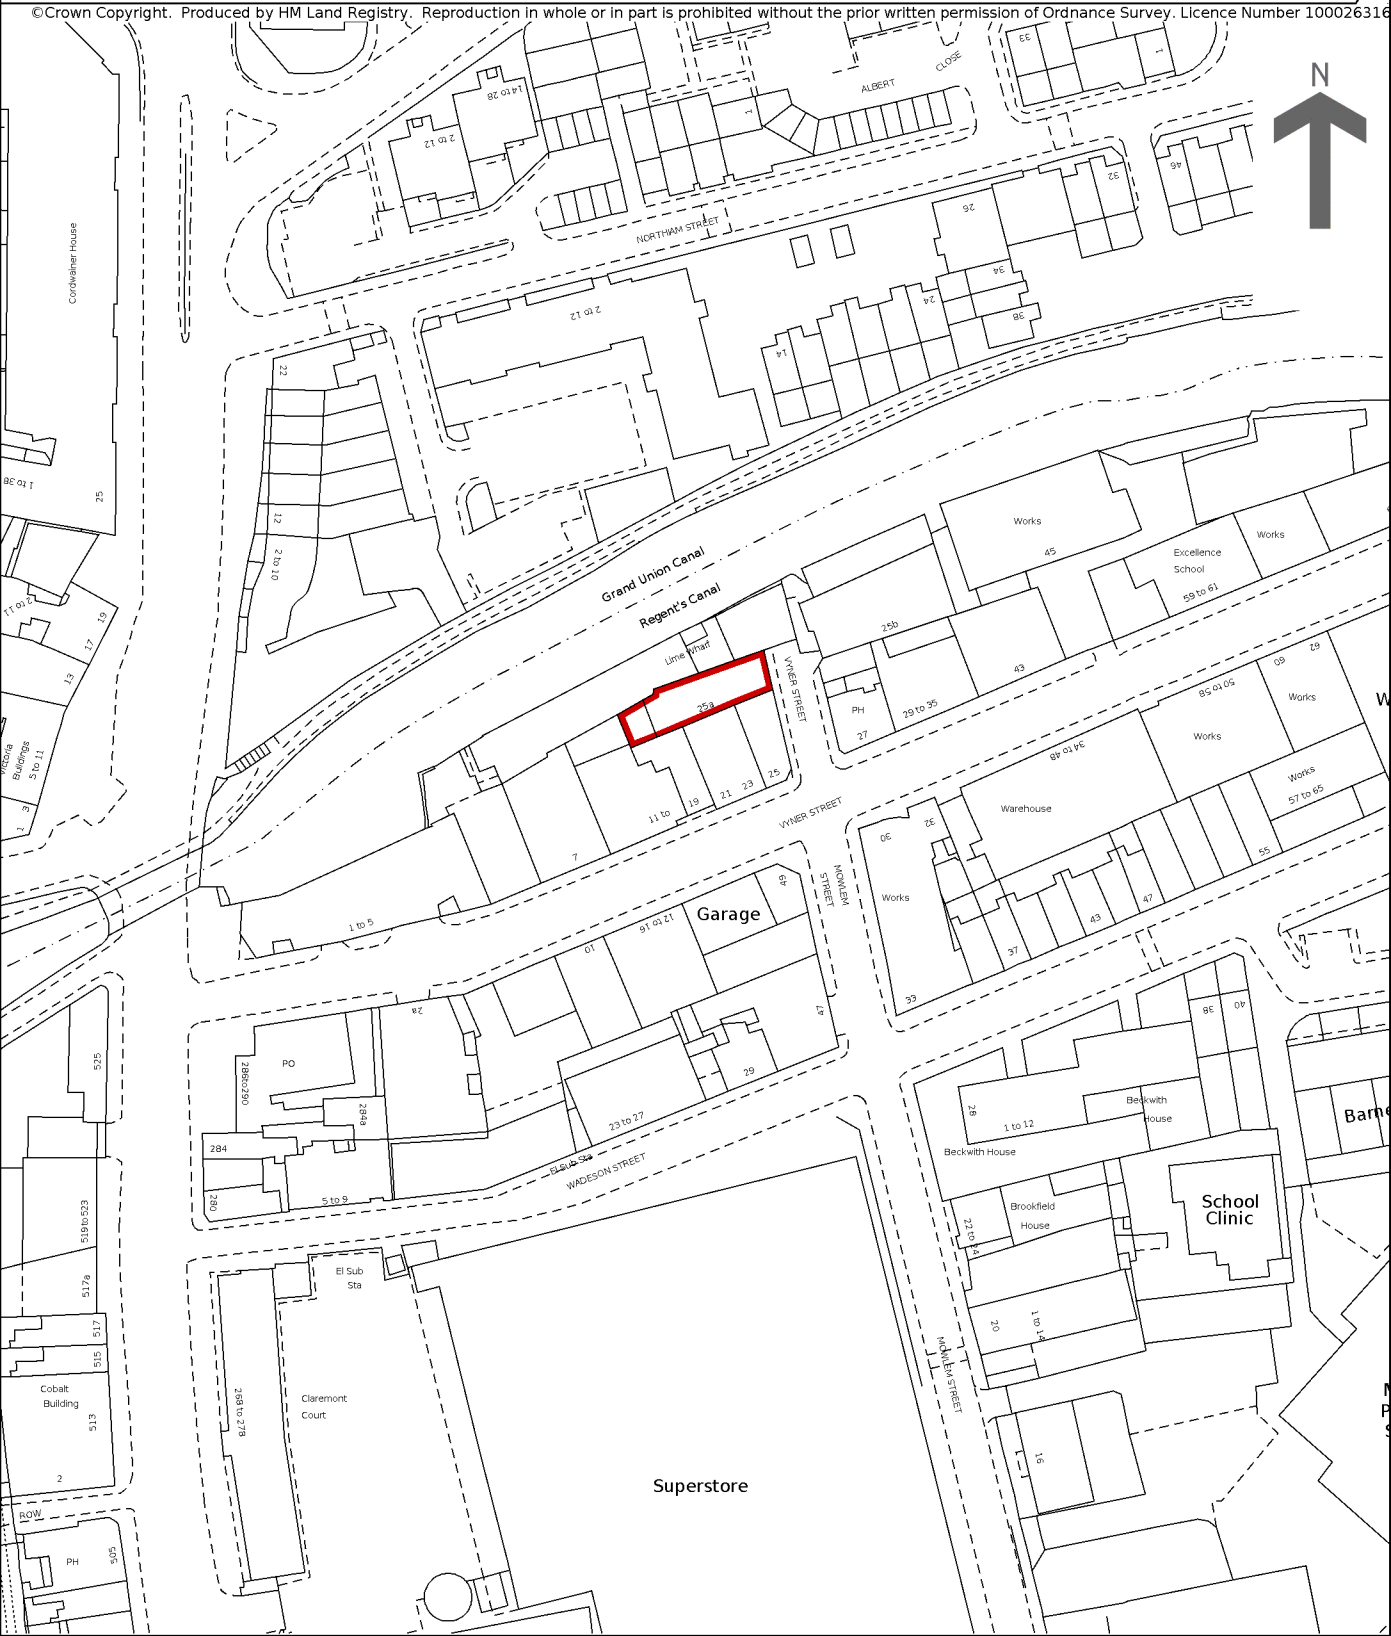 ©Crown Copyright. Produced by HM Land Registry. Reproduction in whole or in part is prohibited without the prior written permission of Ordnance Survey. Licence Number 100026316
N
33
1
CLOSE
ALBERT
14 to 28
2 to 12
1
46
32
26
NORTHAM STREET
Cordwainer House
34
24
38
2 to 12
14
22
1 to 38
25
12
2 to 10
Works
45
Works
Excellence
School
59 to 61
Grand Union Canal
Regent's Canal
2 to 11
19
17
13
25b
Lime Wharf
43
VYNER STREET
25a
PH
27
29 to 35
62
60
50 to 58
Works
Works
34 to 48
Victoria
Buildings
5 to 11
3
1
25
23
21
19
11 to
7
VYNER STREET
Warehouse
Works
57 to 65
32
30
55
MOWLEM
STREET
Works
49
Garage
12 to 16
10
1 to 5
47
43
37
33
2a
47
38
40
525
PO
286to290
284a
284
29
23 to 27
28
1 to 12
Beckwith
House
Beckwith House
Barne
El Sub Sta
WADESON STREET
5 to 9
280
519to523
School
Clinic
Brookfield
House
22 to 24
El Sub
Sta
517a
517
515
20
1 to 14
MOWLEM STREET
Cobalt
Building
513
2
268 to 278
Claremont
Court
16
Superstore
ROW
PH
505